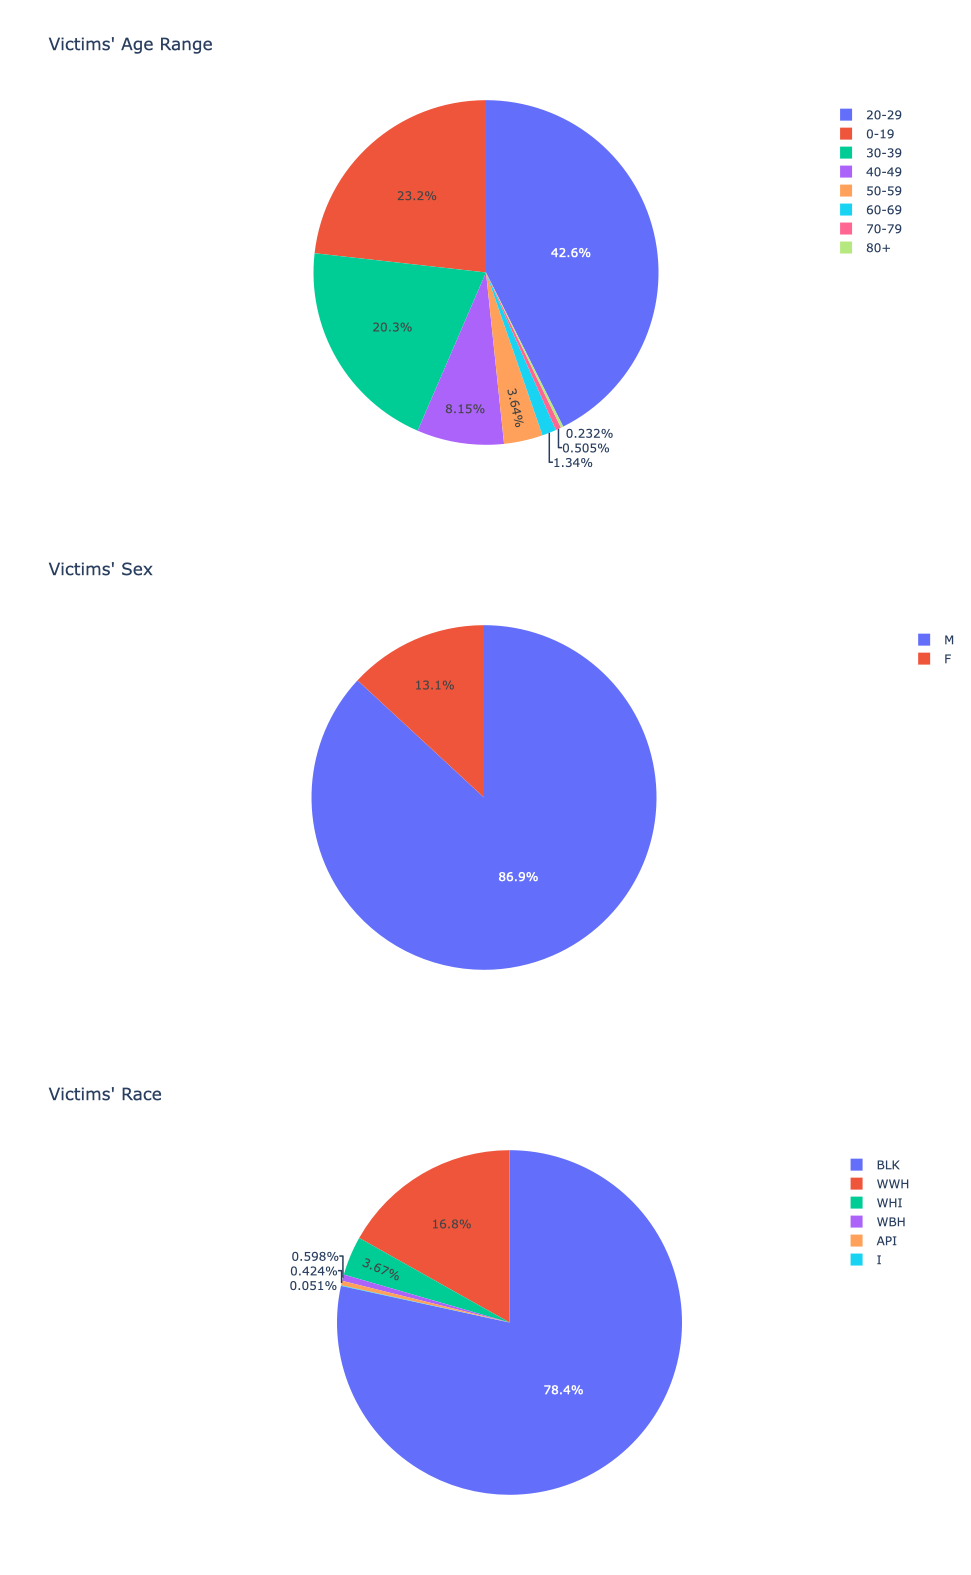 Victims' Age Range
20-29
0-19
30-39
40-49
50-59
60-69
70-79
80+
23.2%
42.6%
20.3%
8.15%
3.64%
0.232%
0.505%
1.34%
Victims' Sex
M
F
13.1%
86.9%
Victims' Race
BLK
WWH
WHI
WBH
API
I
16.8%
3.67%
0.598%
0.424%
0.051%
78.4%